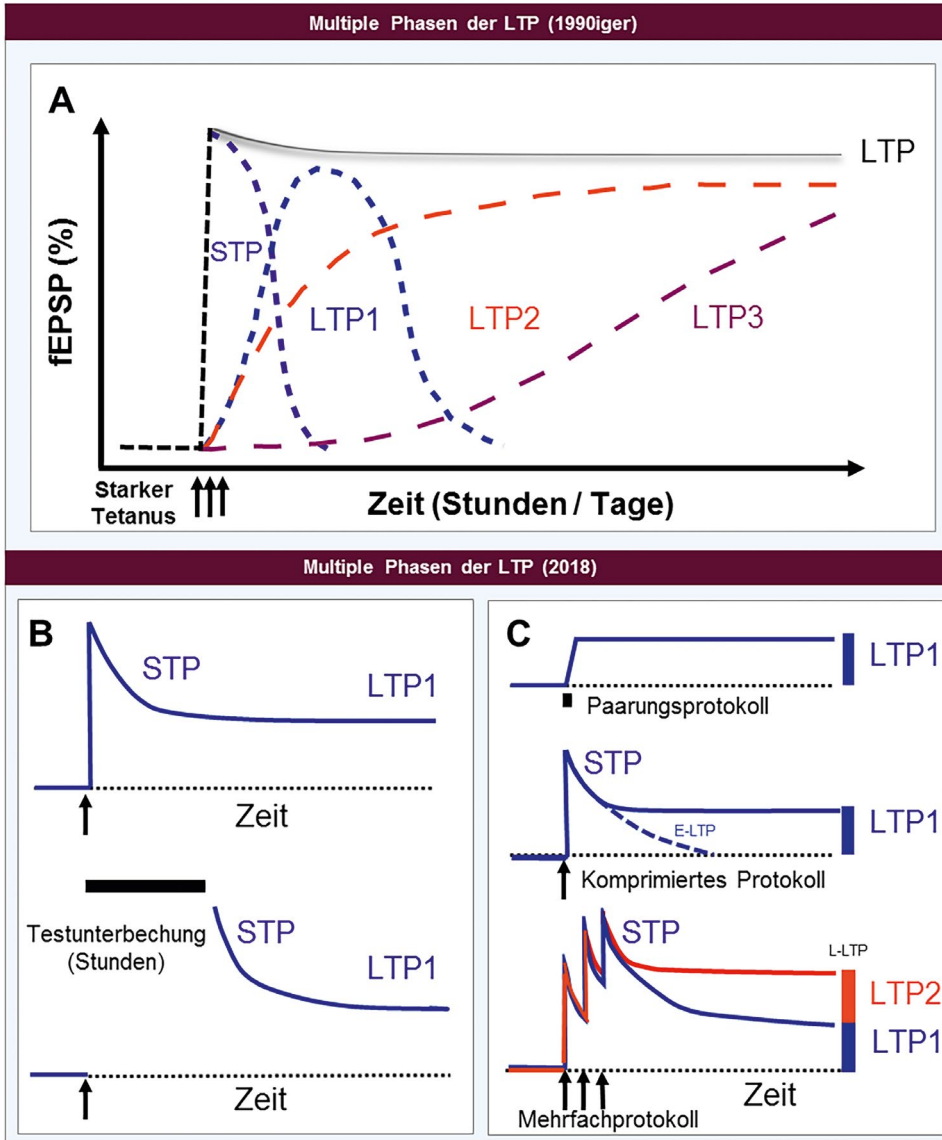 Multiple Phasen der LTP (1990iger)
A
fEPSP (%)
LTP
STP
LTP1
LTP2
LTP3
Starker
Tetanus
Zeit (Stunden / Tage)
Multiple Phasen der LTP (2018)
B
STP
LTP1
Zeit
Testunterbechung
(Stunden)
STP
LTP1
Zeit
C
LTP1
Paarungsprotokoll
STP
E-LTP
LTP1
Komprimiertes Protokoll
STP
L-LTP
LTP2
LTP1
Zeit
Mehrfachprotokoll